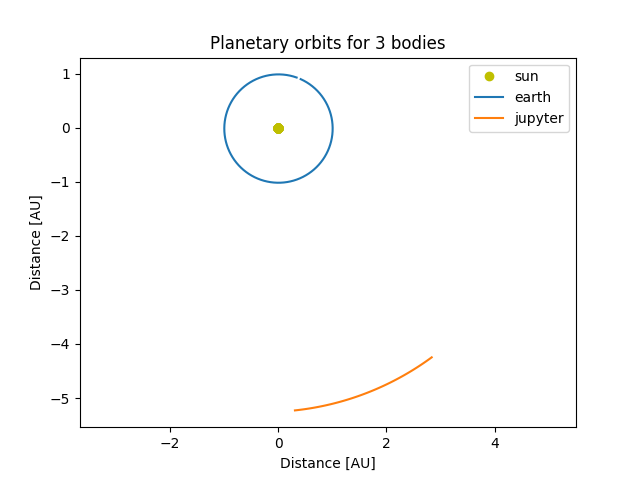 Planetary orbits for 3 bodies
sun
earth
jupyter
1
0
−1
−2
−3
−4
−5
Distance [AU]
−2 0 2 4
Distance [AU]